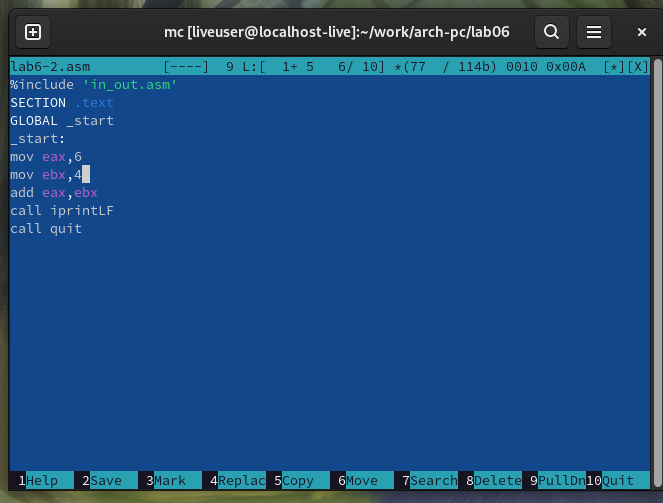 mc [liveuser@localhost-live]:~/work/arch-pc/lab06
lab6-2.asm [----] 9 L:[ 1+ 5 6/ 10] *(77 / 114b) 0010 0x00A [*][X]
%include 'in_out.asm'
SECTION .text
GLOBAL _start
_start:
mov eax,6
mov ebx,4
add eax,ebx
call iprintLF
call quit
1Help 2Save 3Mark 4Replac 5Copy 6Move 7Search 8Delete 9PullDn 10Quit